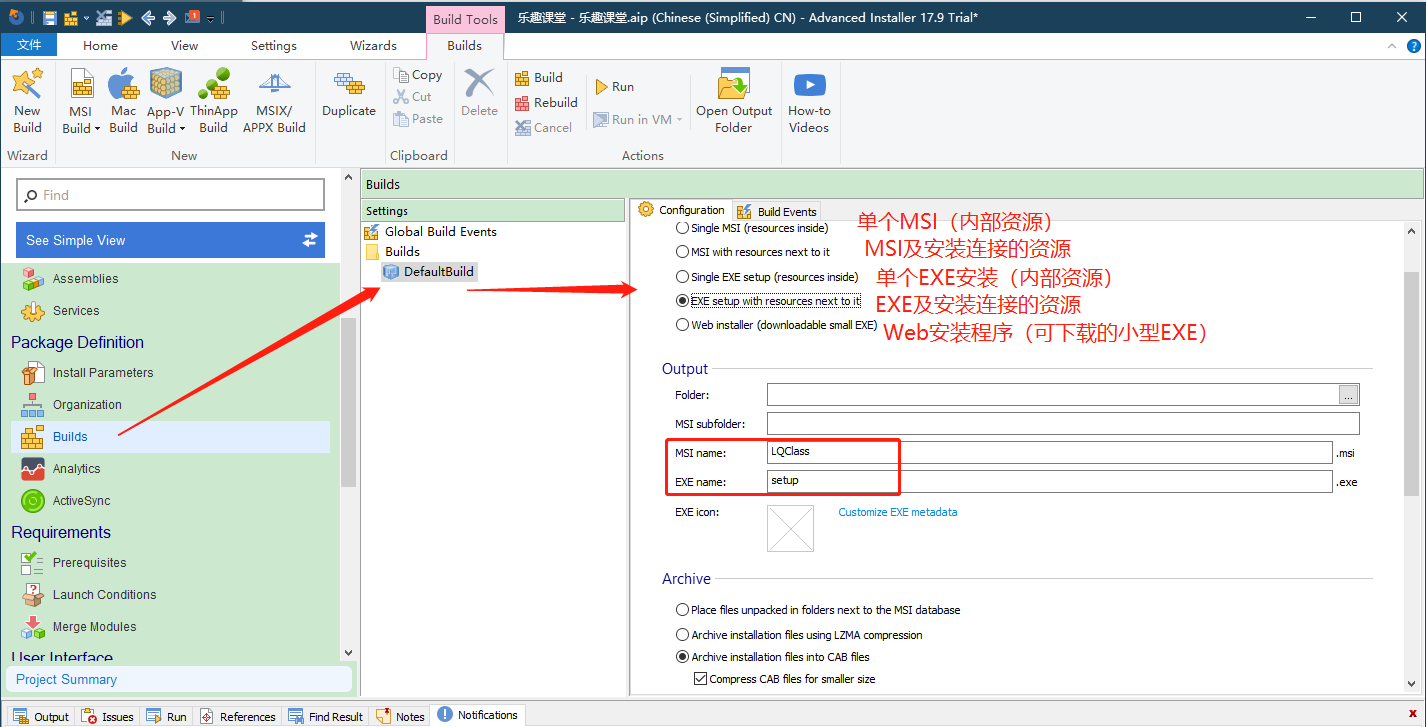 Build Tools
乐趣课堂 - 乐趣课堂.aip (Chinese (Simplified) CN) - Advanced Installer 17.9 Trial*
文件
Home
View
Settings
Wizards
Builds
New Build
MSI Build
Mac Build
App-V Build
ThinApp Build
MSIX/ APPX Build
Duplicate
Copy
Cut
Paste
Delete
Build
Rebuild
Cancel
Run
Run in VM
Open Output Folder
How-to Videos
Wizard
New
Clipboard
Actions
Find
See Simple View
Assemblies
Services
Package Definition
Install Parameters
Organization
Builds
Analytics
ActiveSync
Requirements
Prerequisites
Launch Conditions
Merge Modules
User Interface
Project Summary
Builds
Settings
Global Build Events
Builds
DefaultBuild
Configuration
Build Events
Single MSI (resources inside)
单个MSI（内部资源）
MSI with resources next to it
MSI及安装连接的资源
Single EXE setup (resources inside)
单个EXE安装（内部资源）
EXE setup with resources next to it
EXE及安装连接的资源
Web installer (downloadable small EXE)
Web安装程序（可下载的小型EXE）
Output
Folder:
...
MSI subfolder:
MSI name:
LQClass
.msi
EXE name:
setup
.exe
EXE icon:
Customize EXE metadata
Archive
Place files unpacked in folders next to the MSI database
Archive installation files using LZMA compression
Archive installation files into CAB files
Compress CAB files for smaller size
Output
Issues
Run
References
Find Result
Notes
Notifications